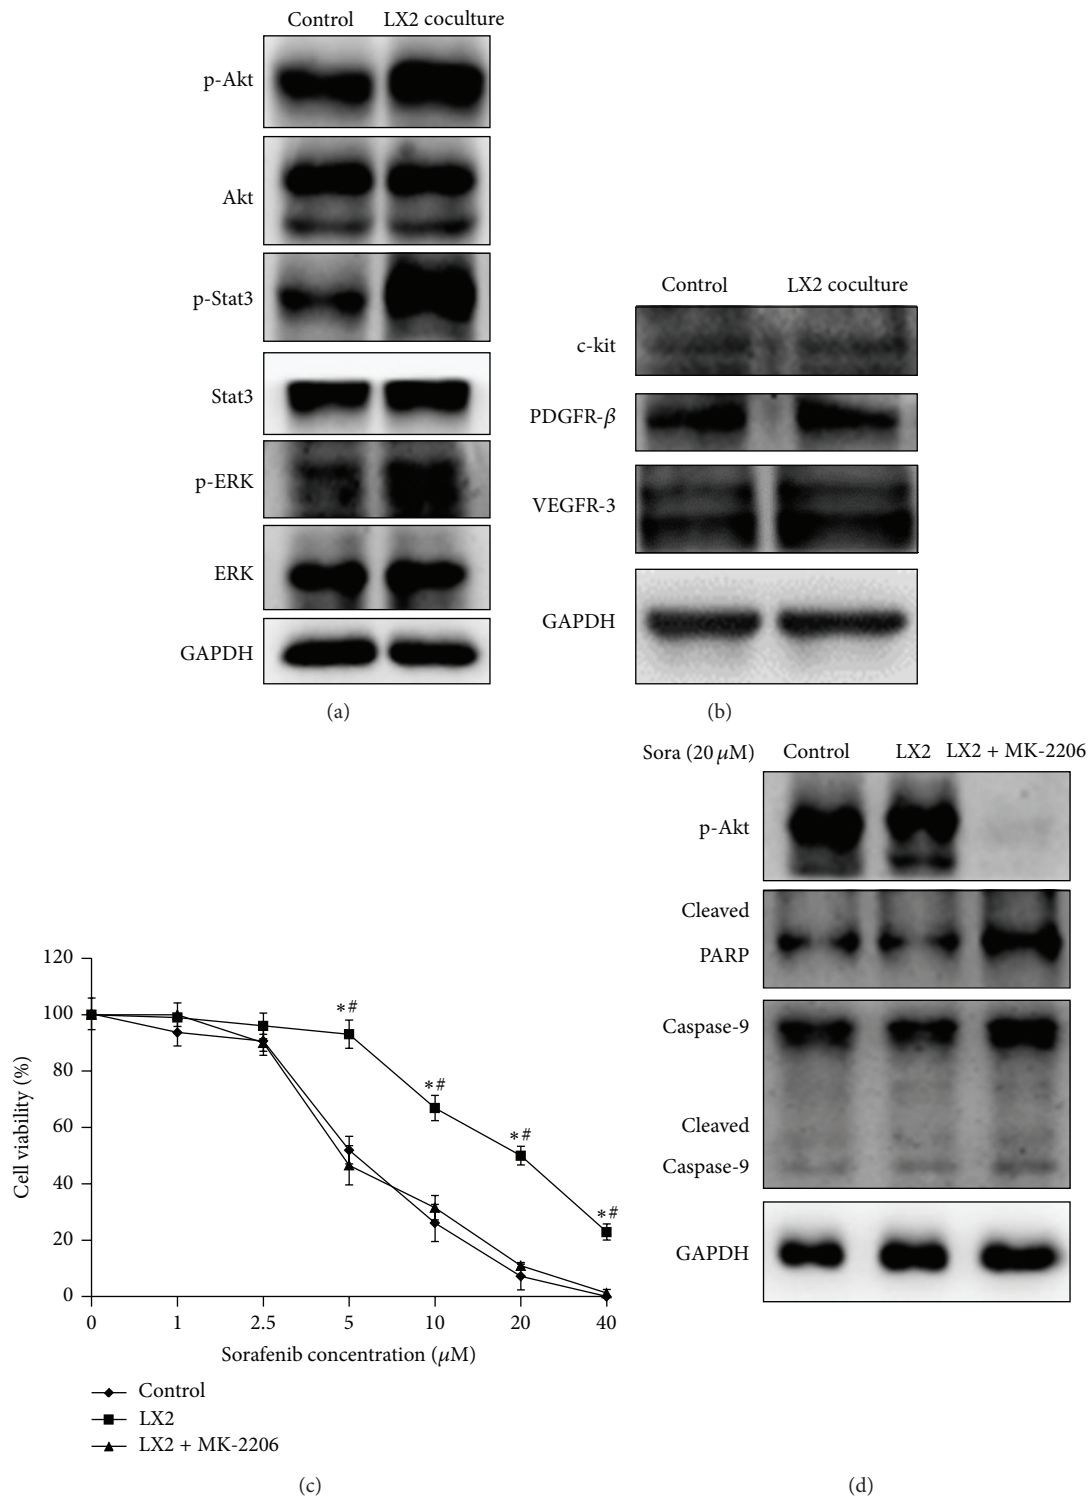 Control LX2 coculture
p-Akt
Akt
p-Stat3
Stat3
p-ERK
ERK
GAPDH
(a)
Control LX2 coculture
c-kit
PDGFR-β
VEGFR-3
GAPDH
(b)
120
100
80
60
40
20
0
Cell viability (%)
*#
*#
*#
*#
0 1 2.5 5 10 20 40
Sorafenib concentration (μM)
Control
LX2
LX2 + MK-2206
(c)
Sora (20 μM) Control LX2 LX2 + MK-2206
p-Akt
Cleaved
PARP
Caspase-9
Cleaved
Caspase-9
GAPDH
(d)